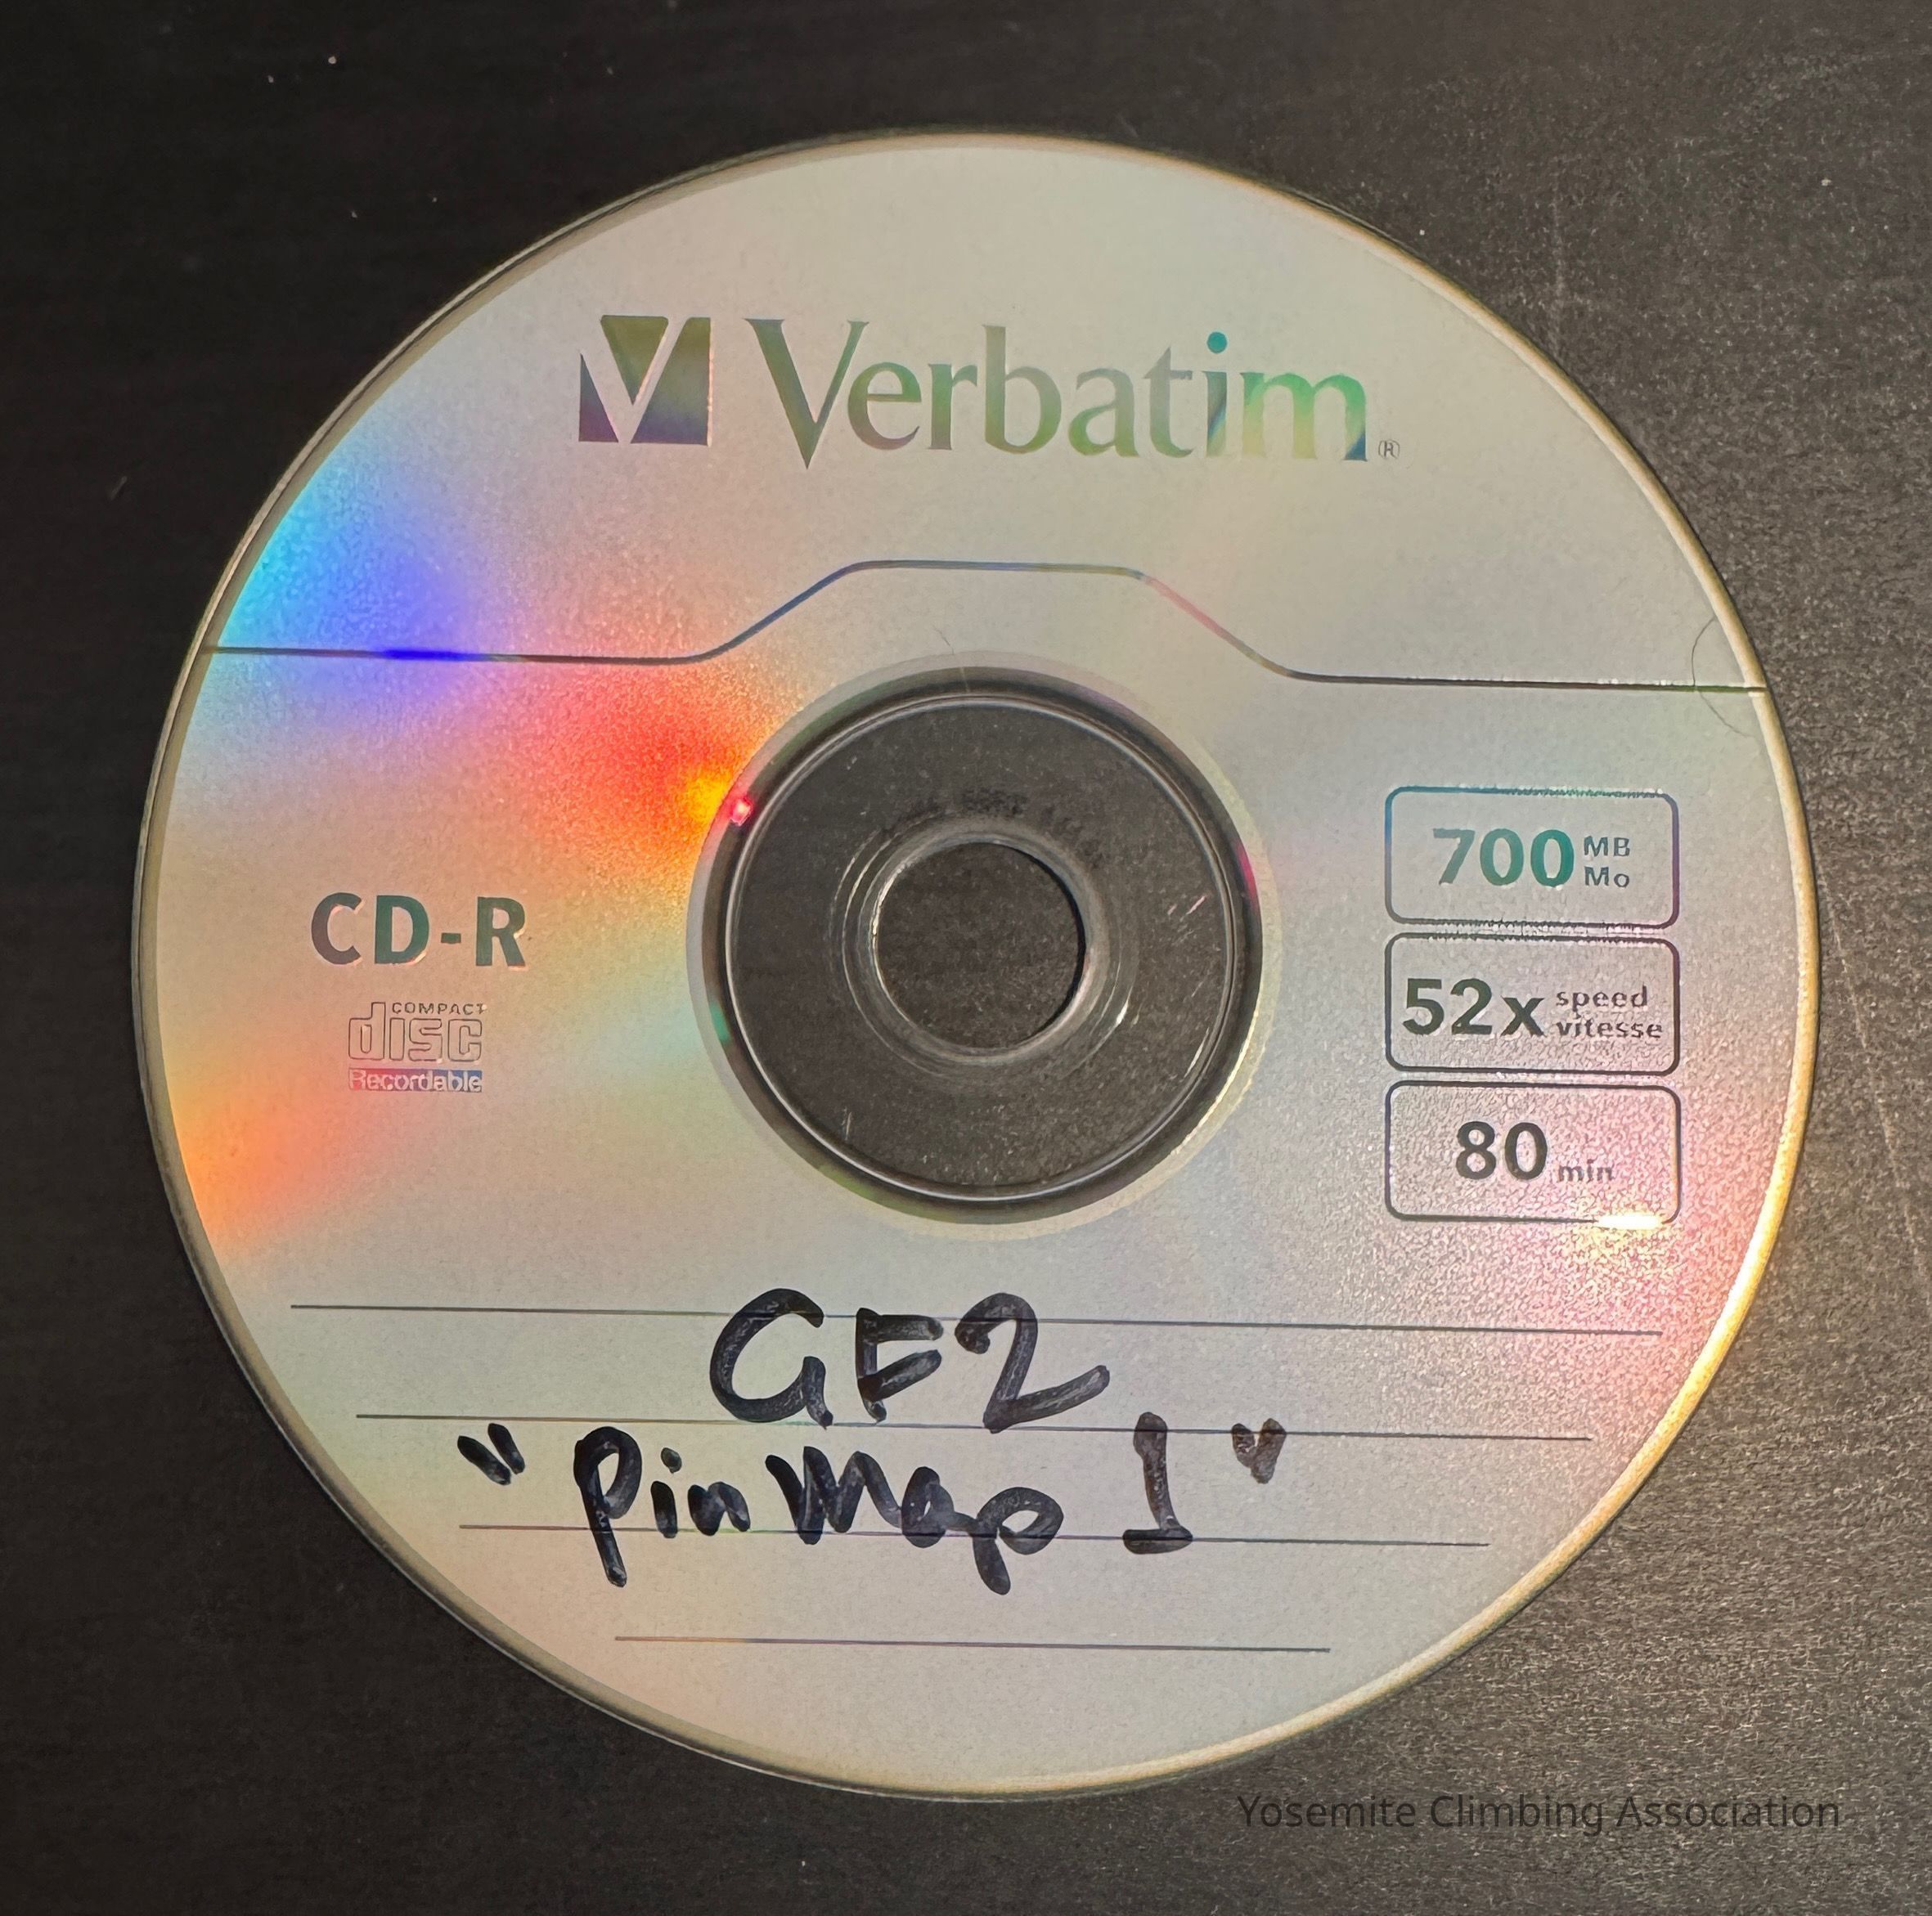 Verbatim®
700 MB Mo
CD-R
52x speed vitesse
COMPACT
disc
Recordable
80 min
GF2
"Pin Map 1"
Yosemite Climbing Association